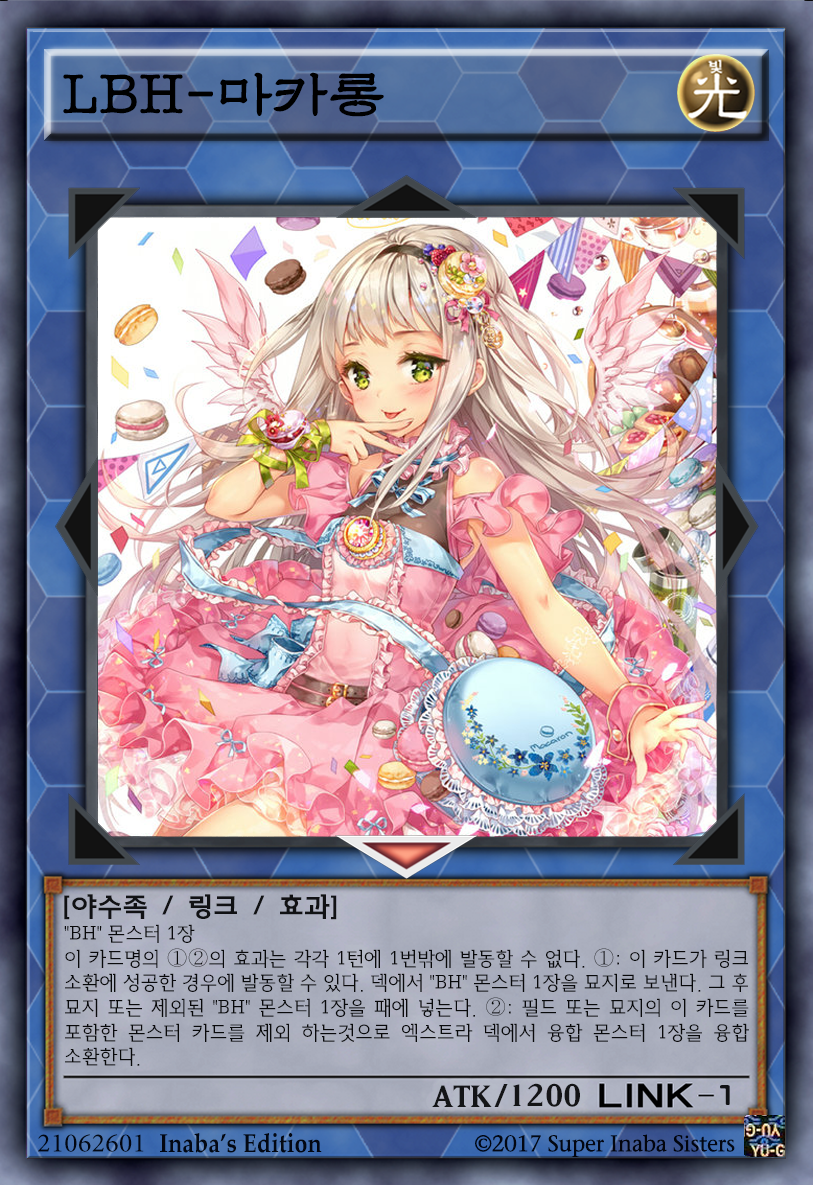 LBH-마카롱
빛
光
Macaron
[야수족 / 링크 / 효과]
"BH" 몬스터 1장
이 카드명의 ①②의 효과는 각각 1턴에 1번밖에 발동할 수 없다. ①: 이 카드가 링크
소환에 성공한 경우에 발동할 수 있다. 덱에서 "BH" 몬스터 1장을 묘지로 보낸다. 그 후
묘지 또는 제외된 "BH" 몬스터 1장을 패에 넣는다. ②: 필드 또는 묘지의 이 카드를
포함한 몬스터 카드를 제외 하는것으로 엑스트라 덱에서 융합 몬스터 1장을 융합
소환한다.
ATK/1200 LINK-1
21062601 Inaba's Edition ©2017 Super Inaba Sisters
YU-G
YU-G